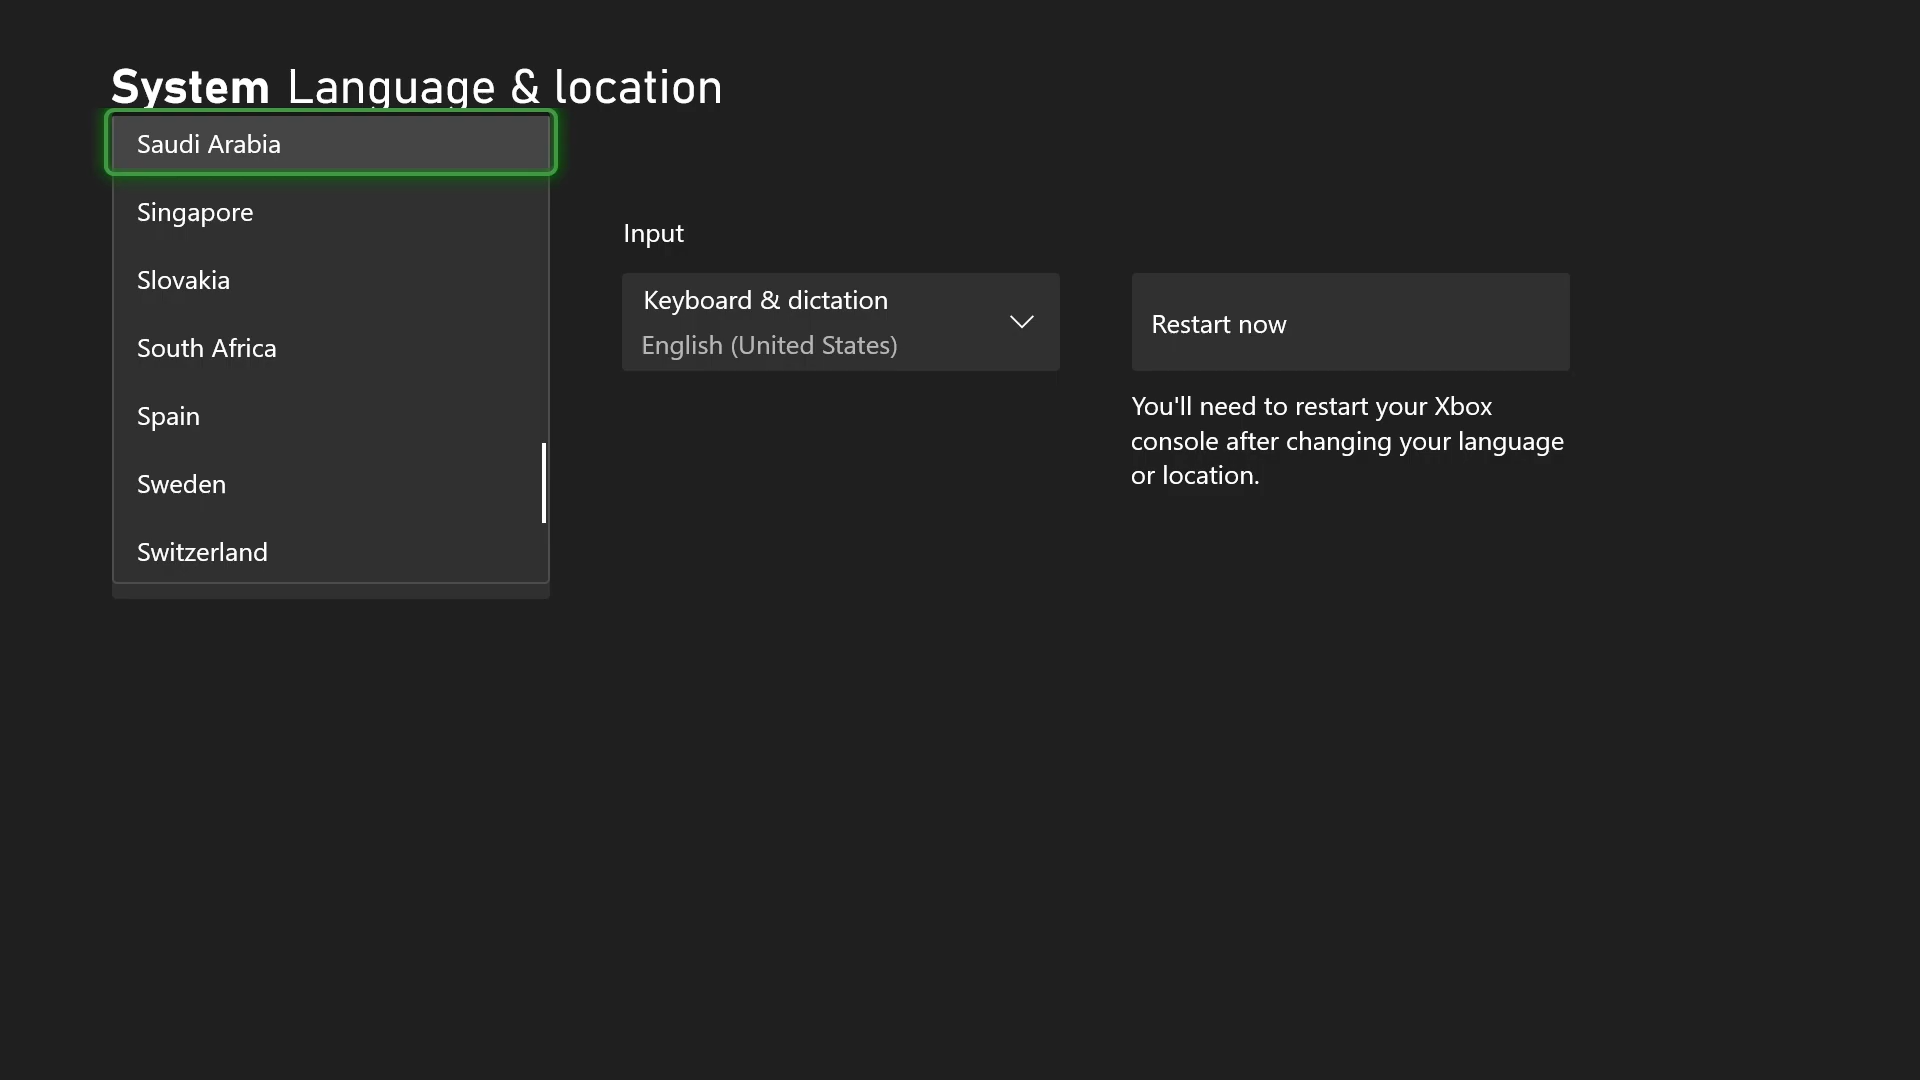 System Language & location
Saudi Arabia
Singapore
Slovakia
South Africa
Spain
Sweden
Switzerland
Input
Keyboard & dictation
English (United States)
Restart now
You'll need to restart your Xbox
console after changing your language
or location.